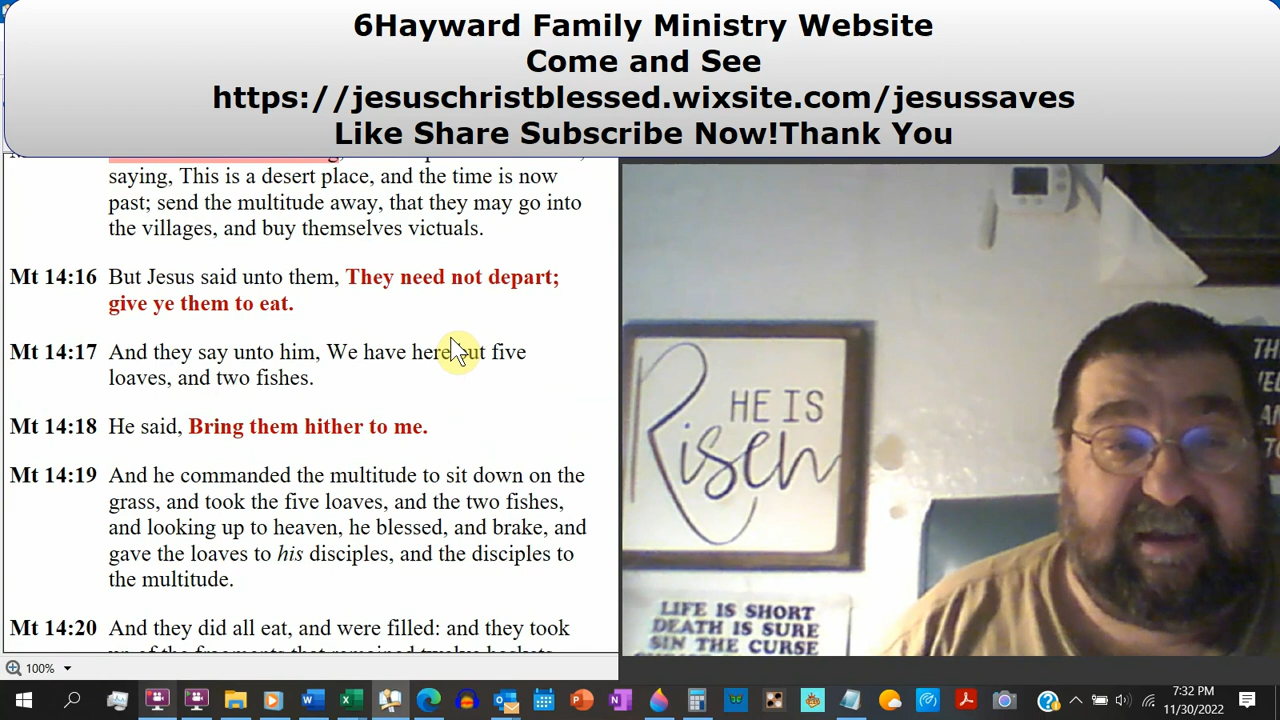 6Hayward Family Ministry Website
Come and See
https://jesuschristblessed.wixsite.com/jesussaves
Like Share Subscribe Now!Thank You
saying, This is a desert place, and the time is now
past; send the multitude away, that they may go into
the villages, and buy themselves victuals.
Mt 14:16 But Jesus said unto them, They need not depart;
give ye them to eat.
Mt 14:17 And they say unto him, We have here but five
loaves, and two fishes.
Mt 14:18 He said, Bring them hither to me.
Mt 14:19 And he commanded the multitude to sit down on the
grass, and took the five loaves, and the two fishes,
and looking up to heaven, he blessed, and brake, and
gave the loaves to his disciples, and the disciples to
the multitude.
Mt 14:20 And they did all eat, and were filled: and they took
up of the fragments that remained twelve baskets
HE IS
Risen
LIFE IS SHORT
DEATH IS SURE
SIN THE CURSE
100%
7:32 PM
11/30/2022